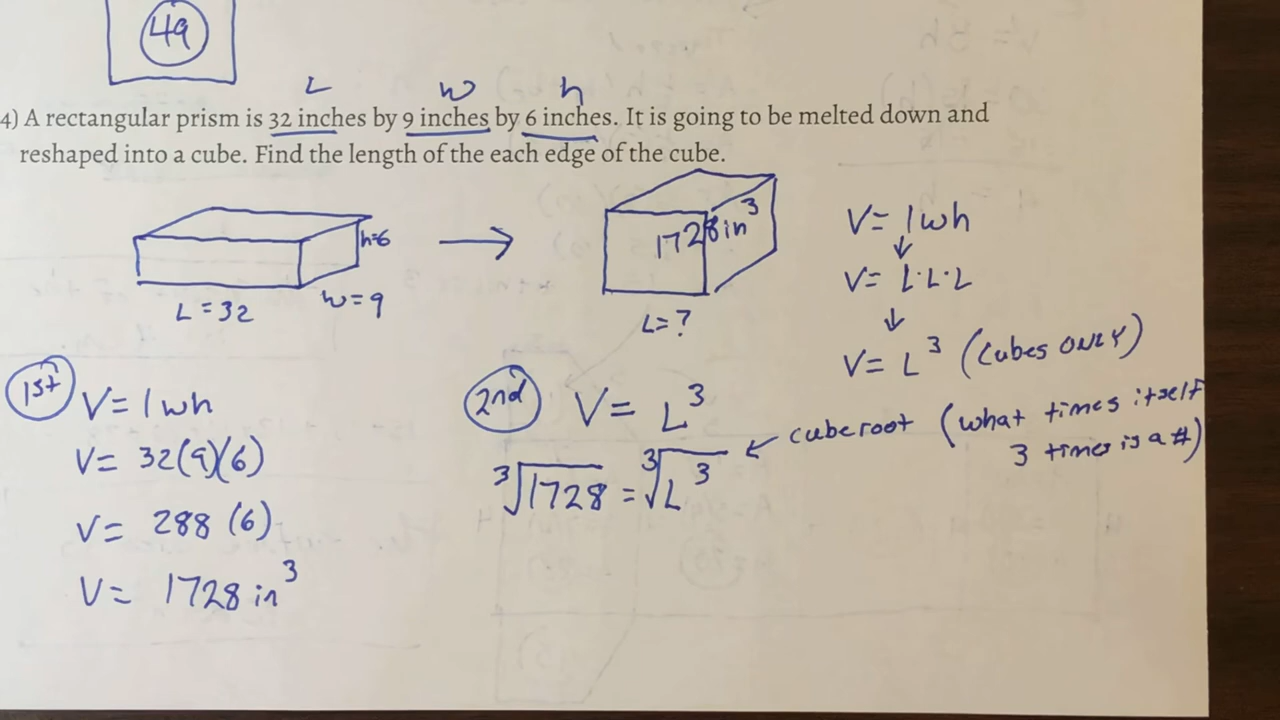 49
L w h
4) A rectangular prism is 32 inches by 9 inches by 6 inches. It is going to be melted down and
reshaped into a cube. Find the length of the each edge of the cube.
h=6
L=32
w=9
1728in³
L=?
V= lwh
V= L·L·L
V= L³ (Cubes ONLY)
1st
V= lwh
V= 32(9)(6)
V= 288 (6)
V= 1728 in³
2nd
V= L³
∛1728 = ∛L³
cube root (what times itself
3 times is a #)